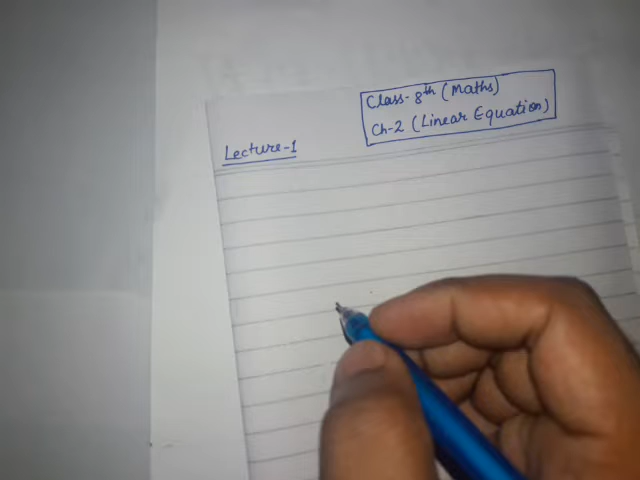 Class-8th (Maths)
Ch-2 (Linear Equation)
Lecture-1